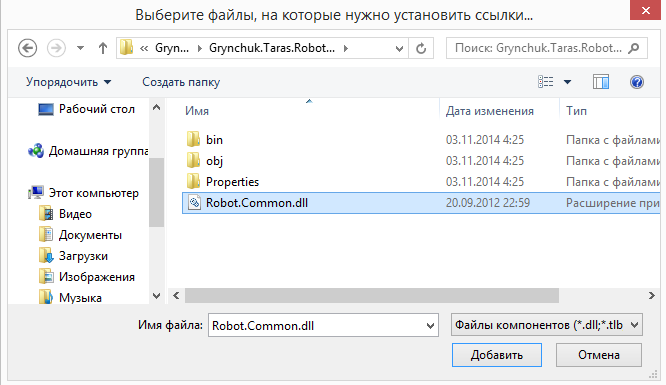 Выберите файлы, на которые нужно установить ссылки...
« Gryn... Grynchuk.Taras.Robot... Поиск: Grynchuk.Taras.Robot...
Упорядочить Создать папку
Имя Дата изменения Тип
Рабочий стол
Домашняя группа
Этот компьютер
Видео
Документы
Загрузки
Изображения
Музыка
bin 03.11.2014 4:25 Папка с файлами
obj 03.11.2014 4:25 Папка с файлами
Properties 03.11.2014 4:25 Папка с файлами
Robot.Common.dll 20.09.2012 22:59 Расширение при
Имя файла: Robot.Common.dll Файлы компонентов (*.dll;*.tlb
Добавить Отмена